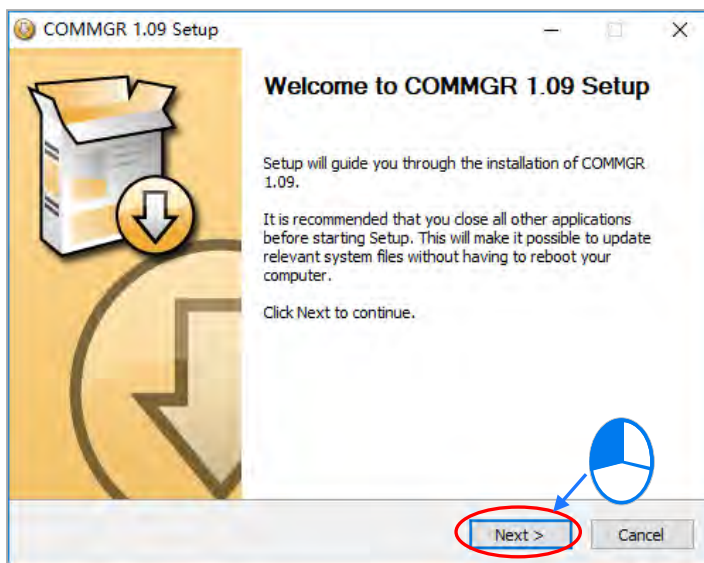 COMMGR 1.09 Setup
Welcome to COMMGR 1.09 Setup
Setup will guide you through the installation of COMMGR
1.09.
It is recommended that you close all other applications
before starting Setup. This will make it possible to update
relevant system files without having to reboot your
computer.
Click Next to continue.
Next > Cancel